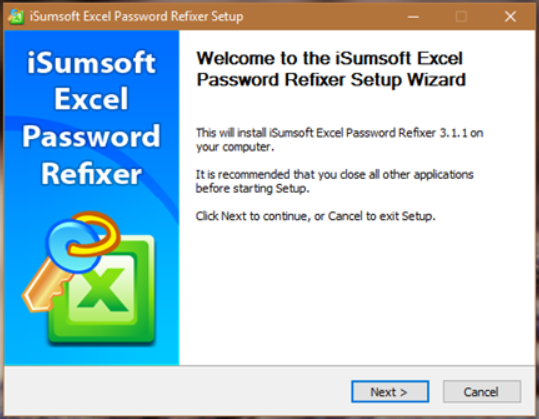 iSumsoft Excel Password Refixer Setup
iSumsoft
Excel
Password
Refixer
X
Welcome to the iSumsoft Excel
Password Refixer Setup Wizard
This will install iSumsoft Excel Password Refixer 3.1.1 on
your computer.
It is recommended that you close all other applications
before starting Setup.
Click Next to continue, or Cancel to exit Setup.
Next >
Cancel